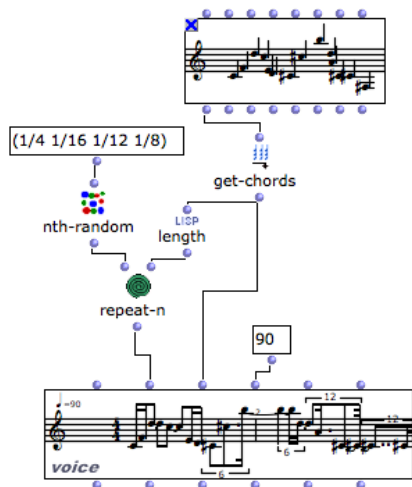 (1/4 1/16 1/12 1/8)
get-chords
nth-random
LISP
length
repeat-n
90
=90
12
2
12
6
6
voice